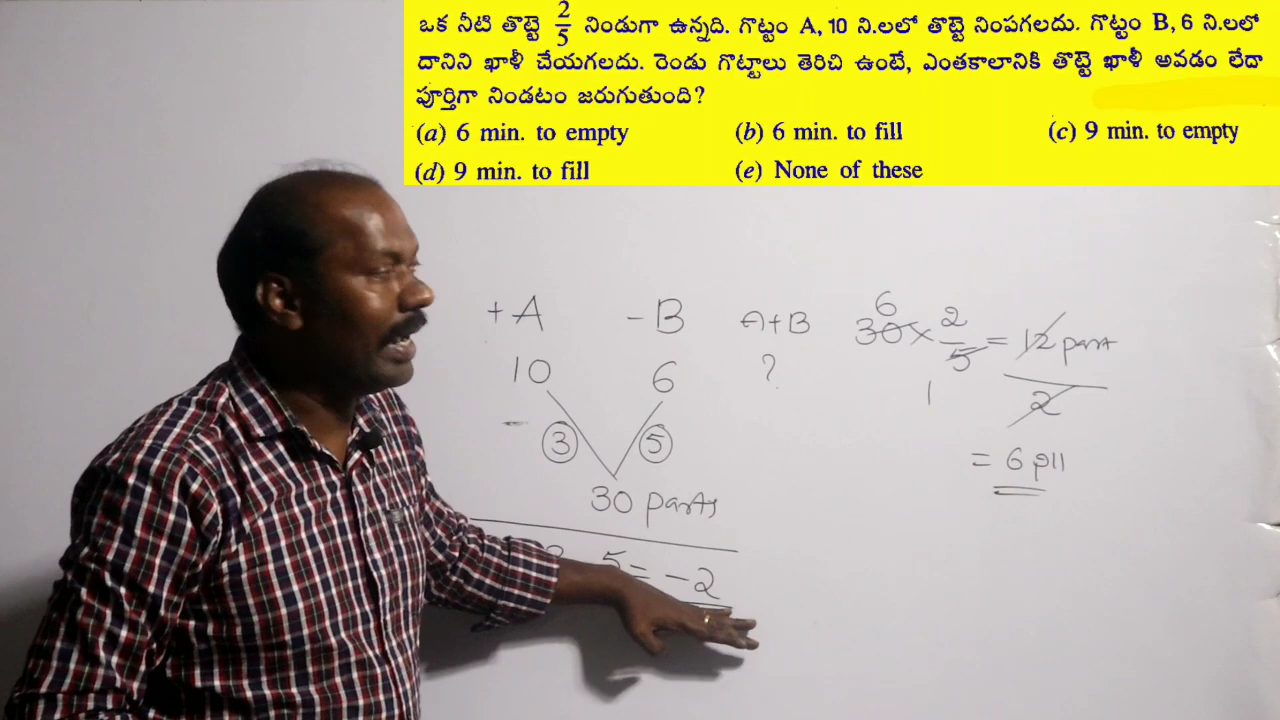 ఒక నీటి తొట్టె 2/5 నిండుగా ఉన్నది. గొట్టం A, 10 ని.లలో తొట్టె నింపగలదు. గొట్టం B, 6 ని.లలో
దానిని ఖాళీ చేయగలదు. రెండు గొట్టాలు తెరిచి ఉంటే, ఎంతకాలానికి తొట్టె ఖాళీ అవడం లేదా
పూర్తిగా నిండటం జరుగుతుంది?
(a) 6 min. to empty (b) 6 min. to fill (c) 9 min. to empty
(d) 9 min. to fill (e) None of these
+A -B A+B
10 6 ?
3 5
30 parts
5 = -2
6
30 × 2/5 = 12 part
1 2
= 6